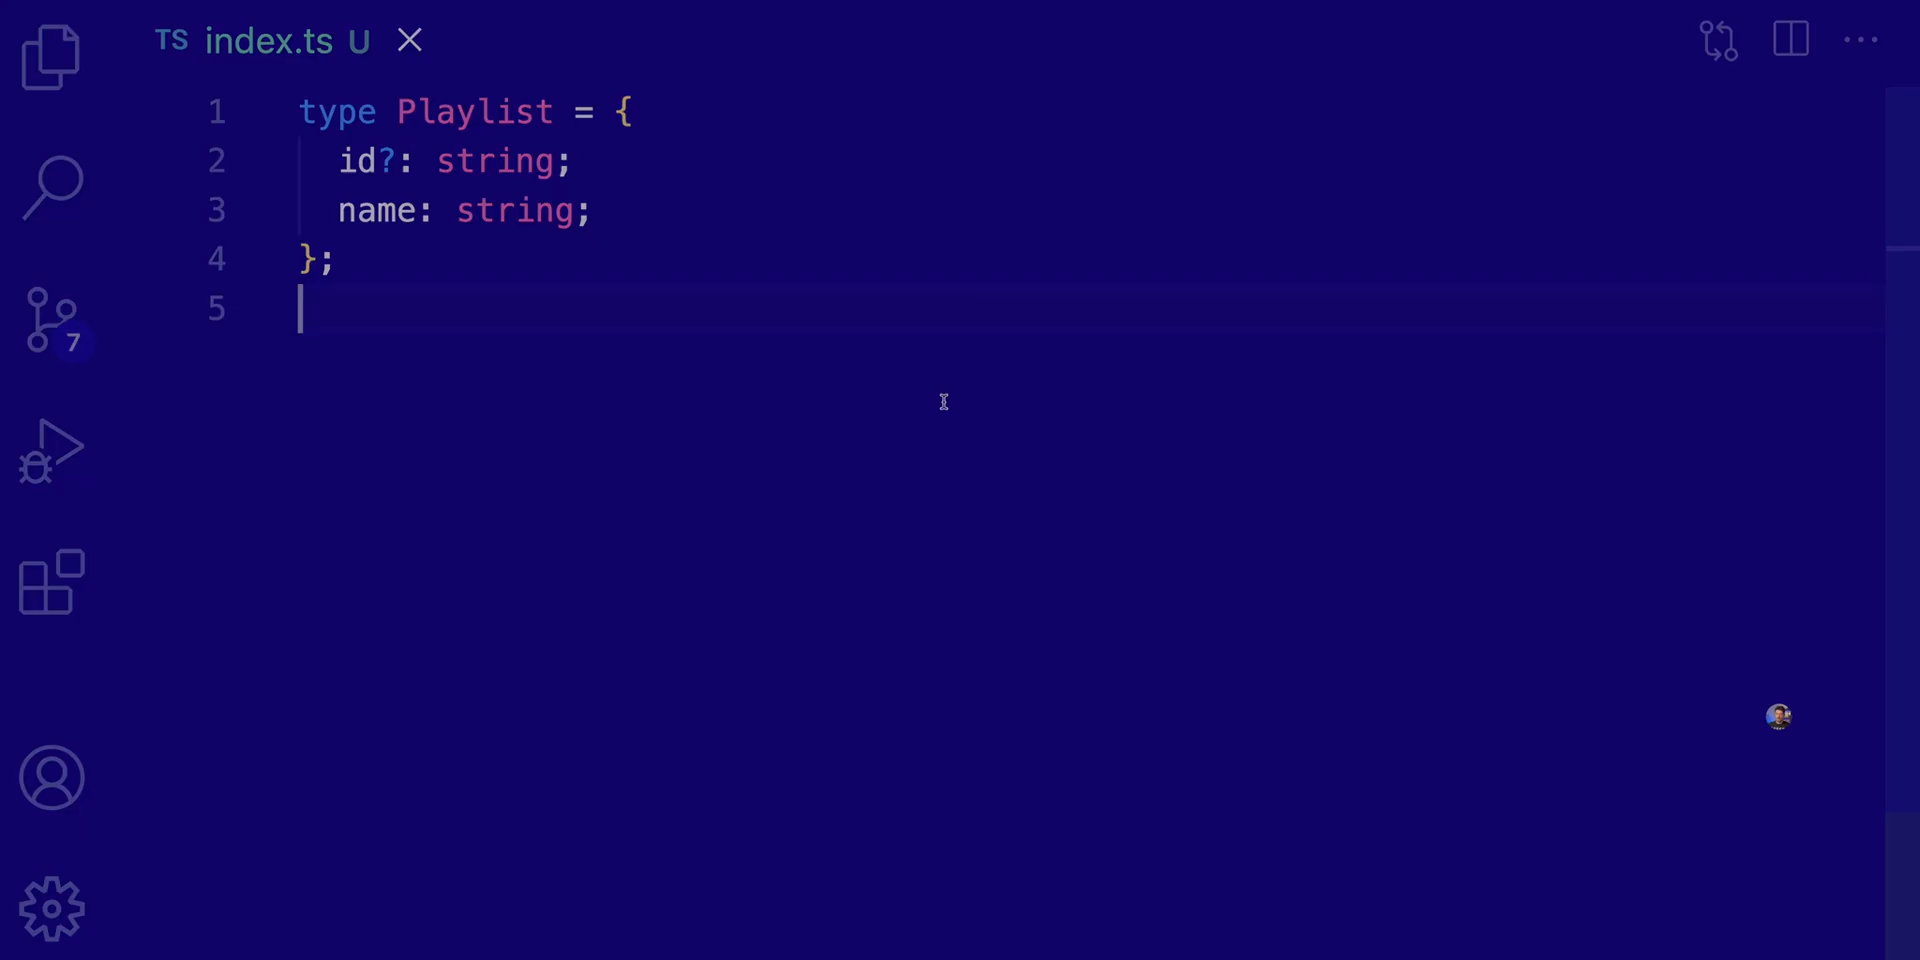 TS index.ts U
1 type Playlist = {
2 id?: string;
3 name: string;
4 };
5
7